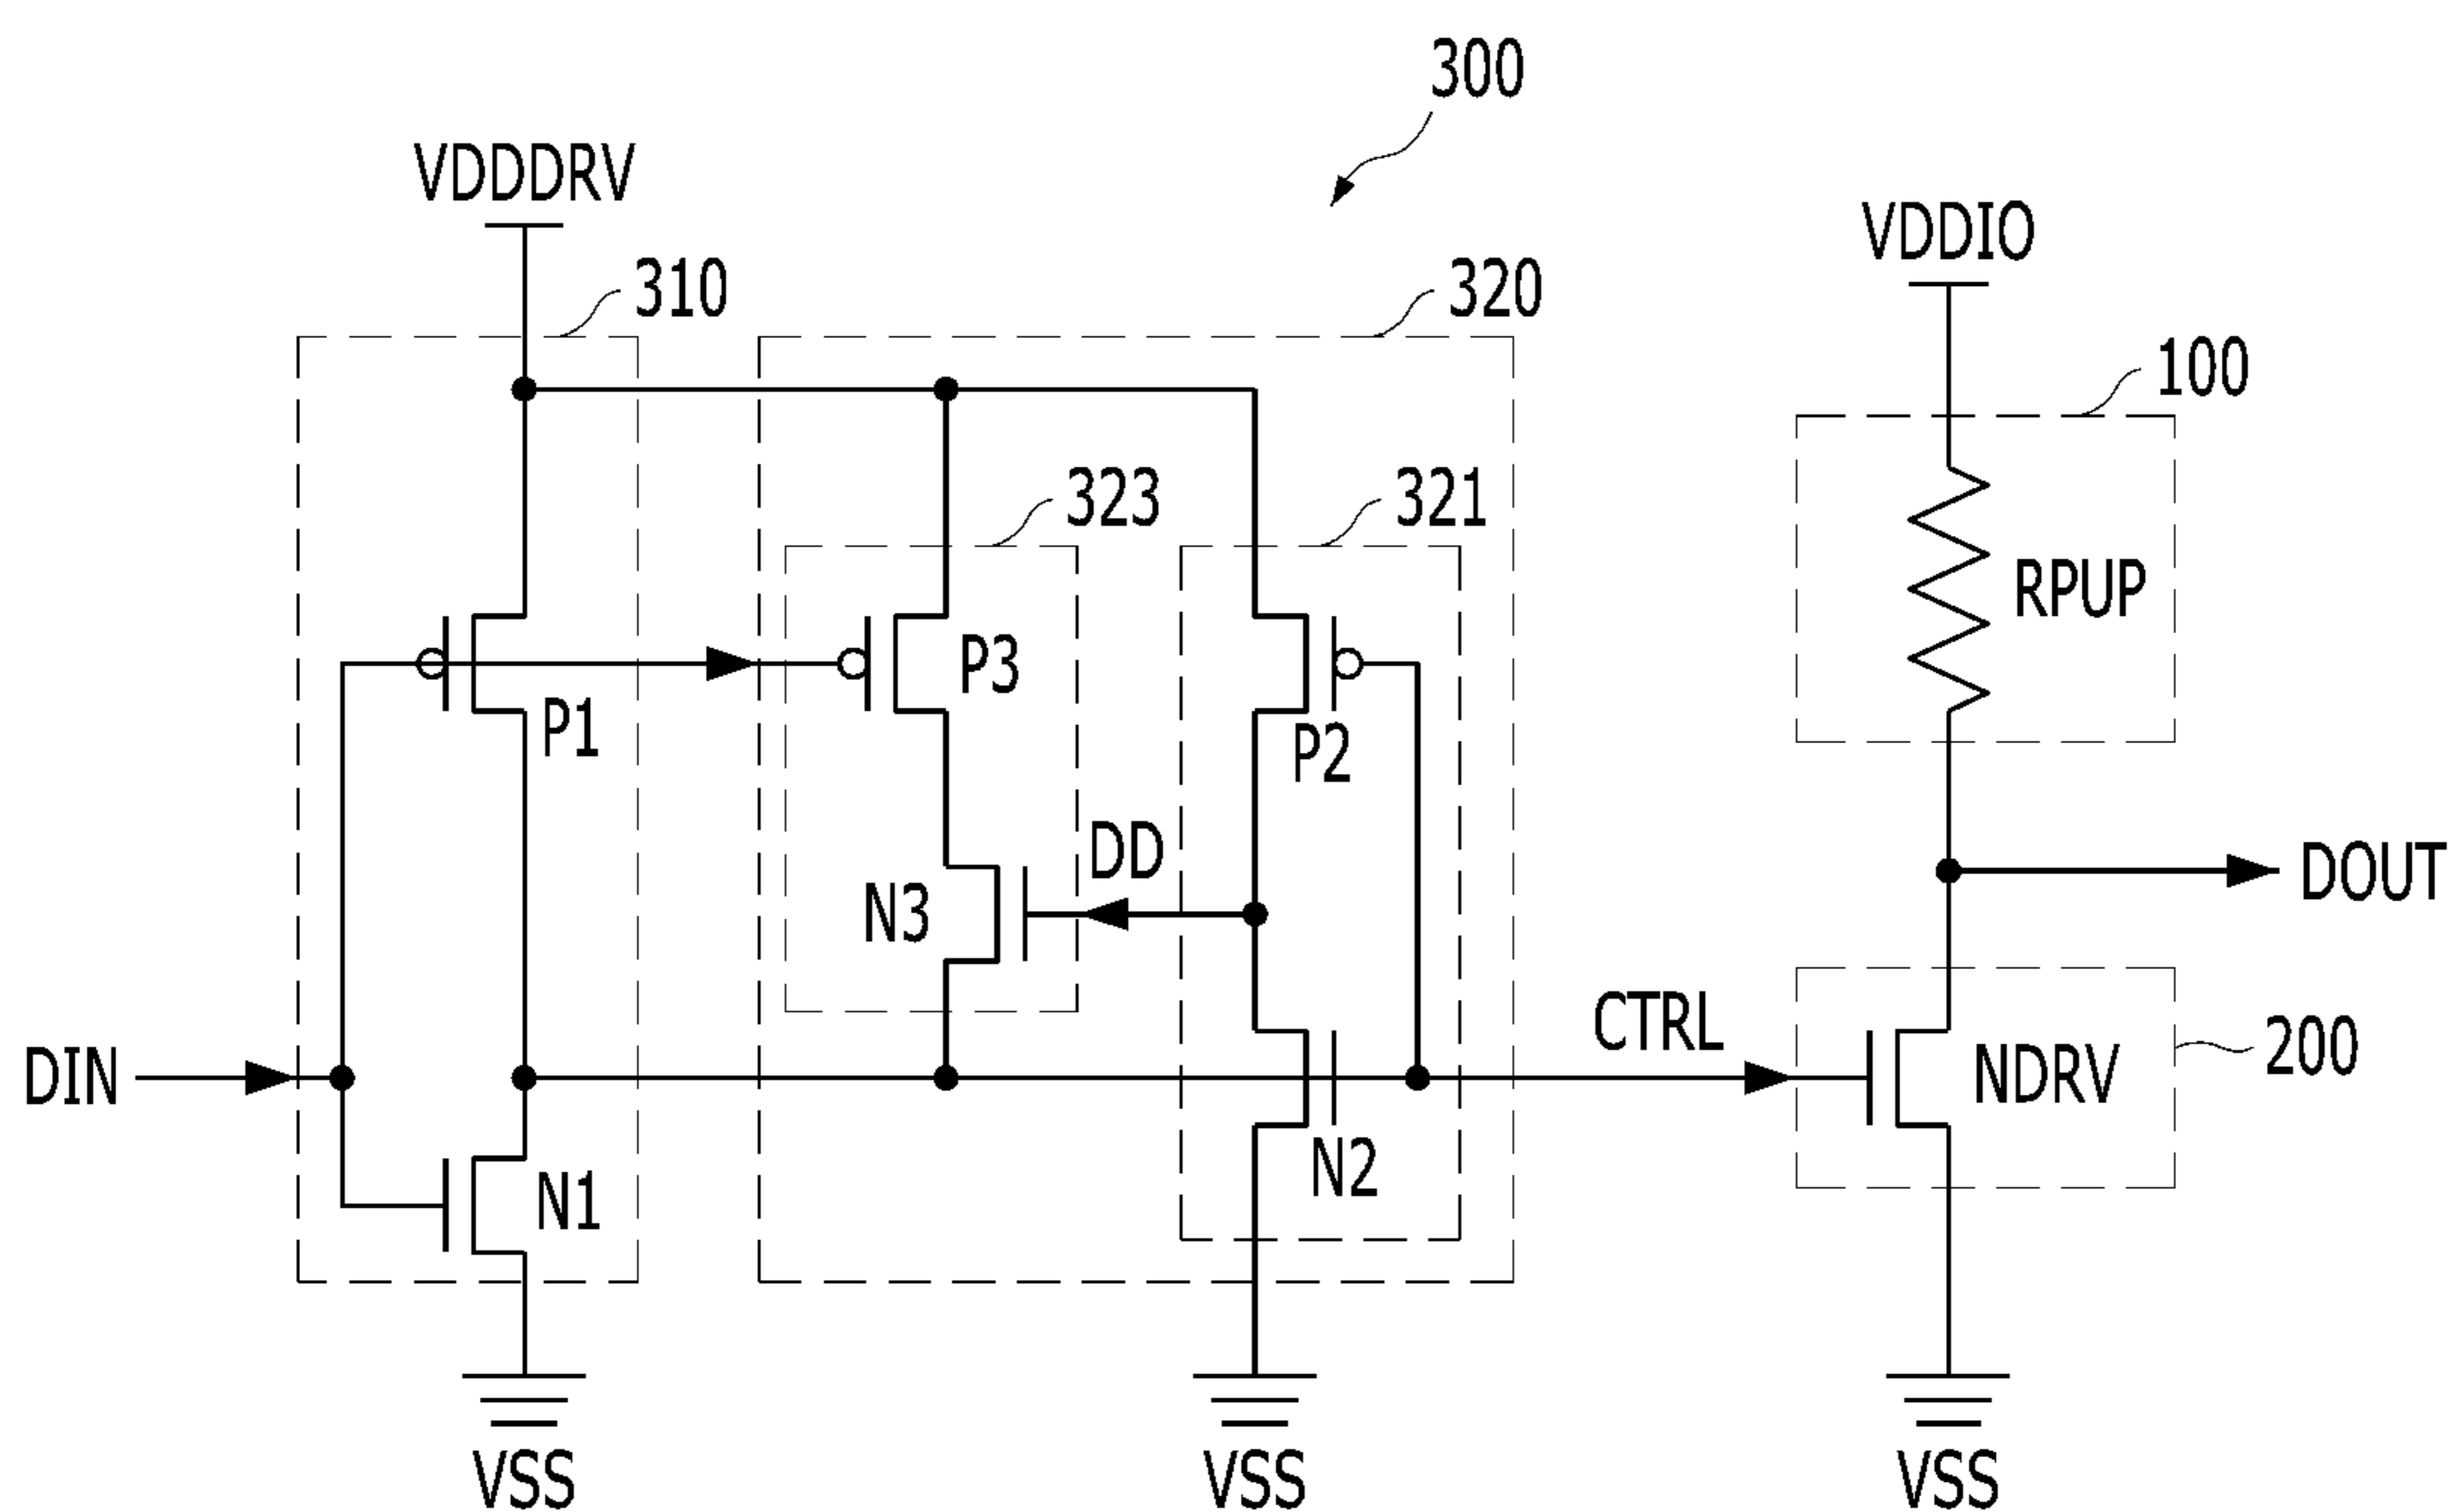 300
VDDDRV
VDDIO
310
320
100
323
321
RPUP
P3
P1
P2
DD
DOUT
N3
CTRL
DIN
NDRV
200
N2
N1
VSS
VSS
VSS